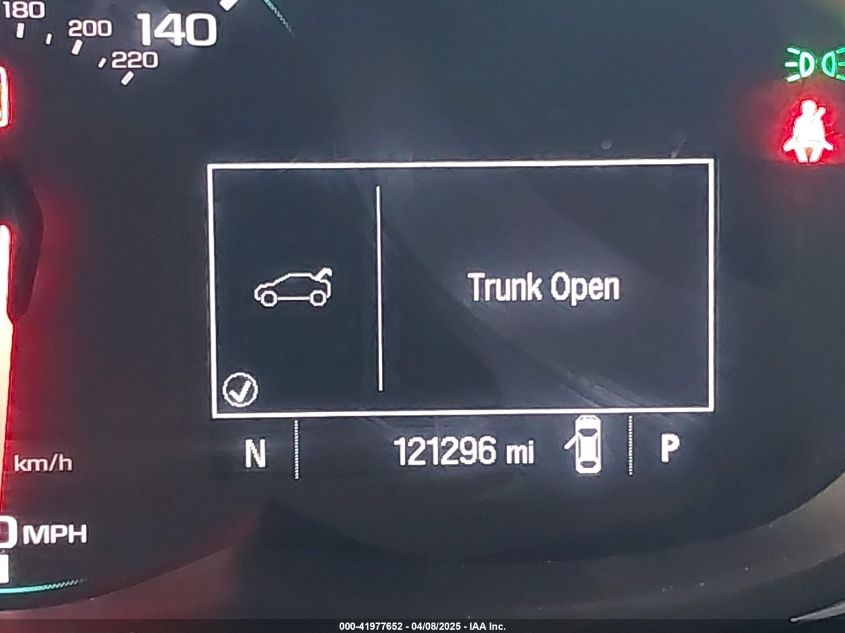 180
200
140
220
Trunk Open
N
121296 mi
P
km/h
MPH
000-41977652 - 04/08/2025 - IAA Inc.